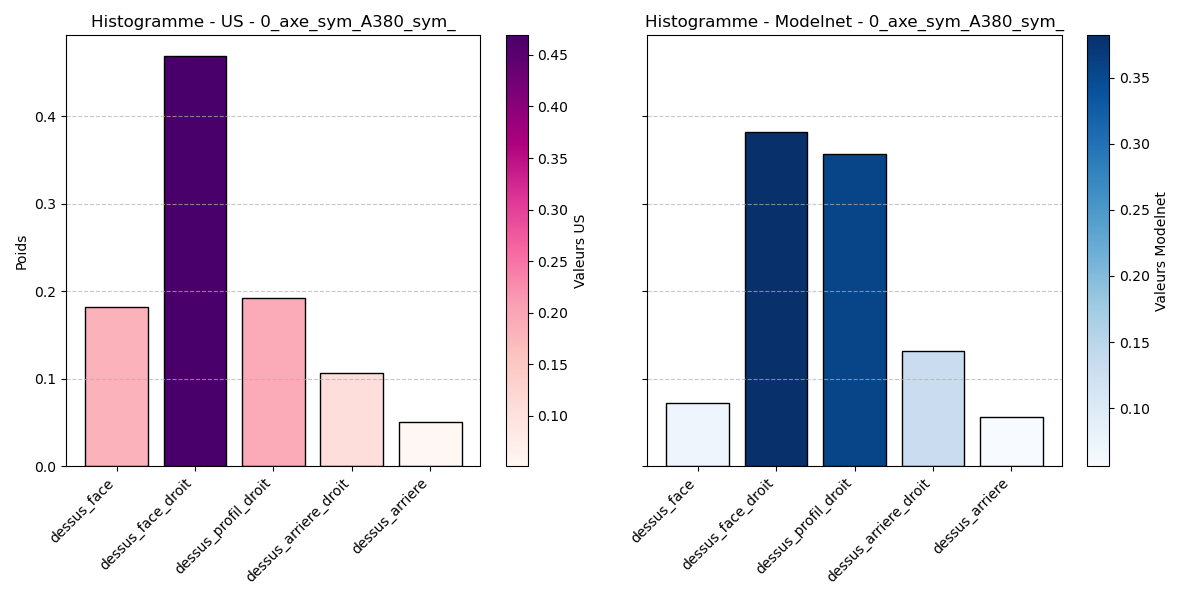 Histogramme - US - 0_axe_sym_A380_sym_
Poids
0.4
0.3
0.2
0.1
0.0
dessus_face
dessus_face_droit
dessus_profil_droit
dessus_arriere_droit
dessus_arriere
0.45
0.40
0.35
0.30
0.25
0.20
0.15
0.10
Valeurs US
Histogramme - Modelnet - 0_axe_sym_A380_sym_
dessus_face
dessus_face_droit
dessus_profil_droit
dessus_arriere_droit
dessus_arriere
0.35
0.30
0.25
0.20
0.15
0.10
Valeurs Modelnet